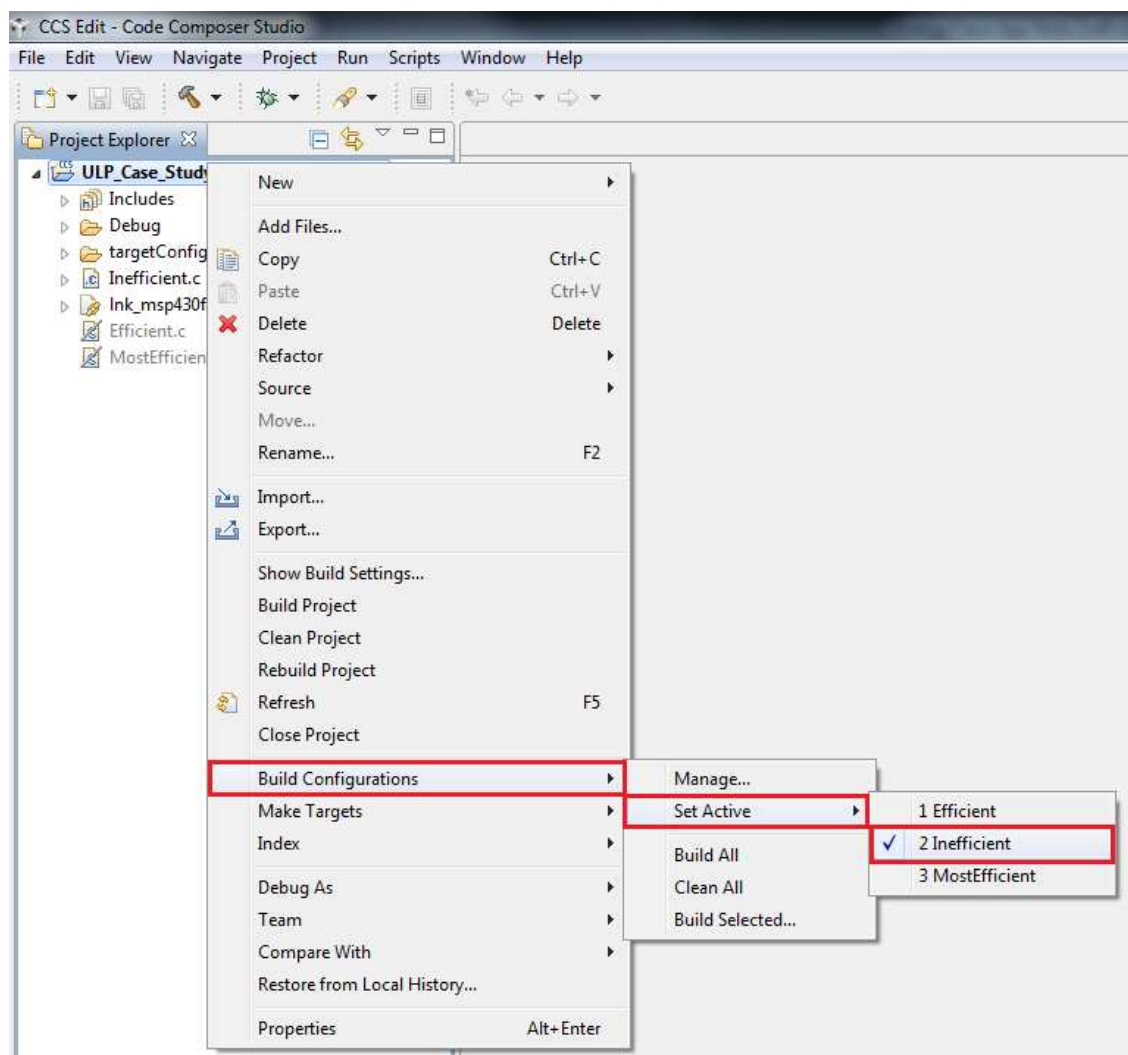 CCS Edit - Code Composer Studio
File Edit View Navigate Project Run Scripts Window Help
Project Explorer
ULP_Case_Study
Includes
Debug
targetConfig
Inefficient.c
lnk_msp430f
Efficient.c
MostEfficien
New
Add Files...
Copy Ctrl+C
Paste Ctrl+V
Delete Delete
Refactor
Source
Move...
Rename... F2
Import...
Export...
Show Build Settings...
Build Project
Clean Project
Rebuild Project
Refresh F5
Close Project
Build Configurations
Make Targets
Index
Debug As
Team
Compare With
Restore from Local History...
Properties Alt+Enter
Manage...
Set Active
Build All
Clean All
Build Selected...
1 Efficient
2 Inefficient
3 MostEfficient